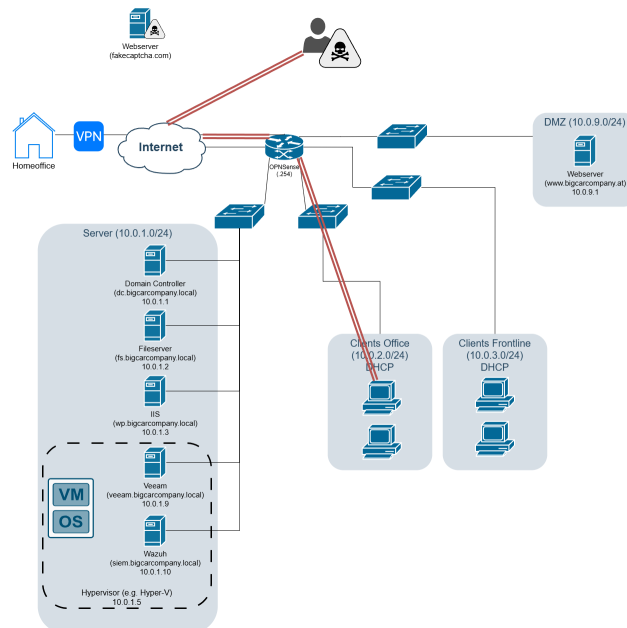 Webserver
(fakecaptcha.com)
Homeoffice
VPN
Internet
OPNSense
(.254)
DMZ (10.0.9.0/24)
Webserver
(www.bigcarcompany.at)
10.0.9.1
Server (10.0.1.0/24)
Domain Controller
(dc.bigcarcompany.local)
10.0.1.1
Fileserver
(fs.bigcarcompany.local)
10.0.1.2
IIS
(wp.bigcarcompany.local)
10.0.1.3
Clients Office
(10.0.2.0/24)
DHCP
Clients Frontline
(10.0.3.0/24)
DHCP
VM
OS
Veeam
(veeam.bigcarcompany.local)
10.0.1.9
Wazuh
(siem.bigcarcompany.local)
10.0.1.10
Hypervisor (e.g. Hyper-V)
10.0.1.5